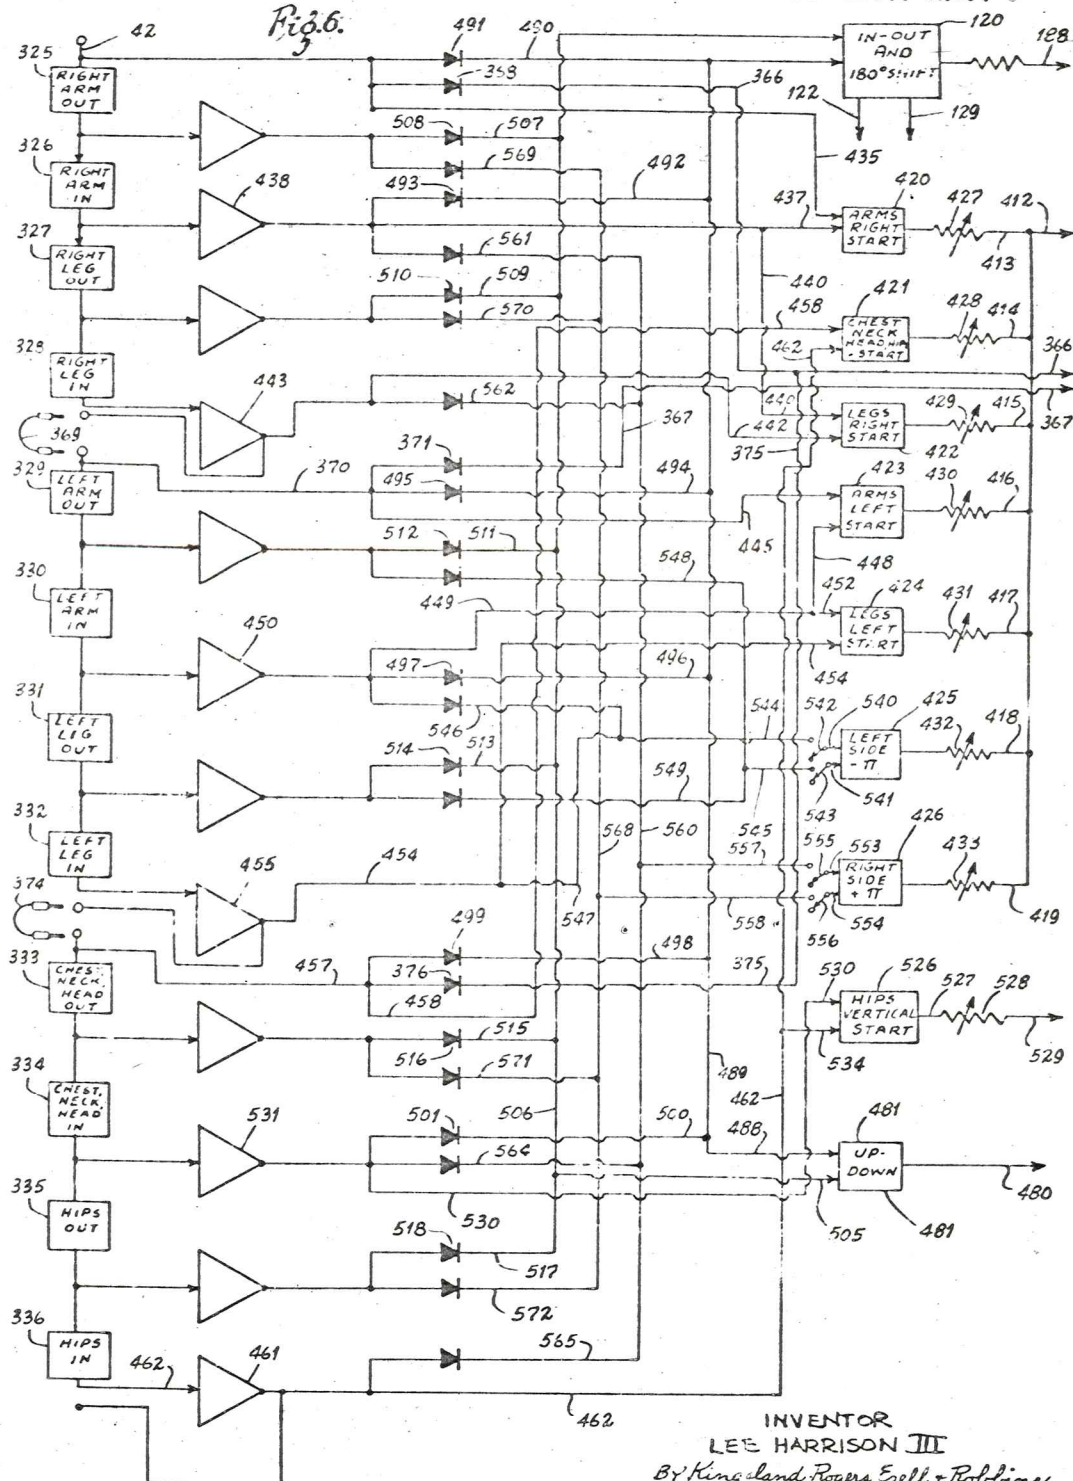 Fig. 6.
42
325
RIGHT
ARM
OUT
326
RIGHT
ARM
IN
327
RIGHT
LEG
OUT
328
RIGHT
LEG
IN
369
329
LEFT
ARM
OUT
330
LEFT
ARM
IN
331
LEFT
LEG
OUT
332
LEFT
LEG
IN
374
333
CHEST
NECK
HEAD
OUT
334
CHEST,
NECK,
HEAD
IN
335
HIPS
OUT
336
HIPS
IN
462
438
443
370
450
455
454
457
531
461
491
490
358
508
507
569
493
492
561
510
509
570
562
371
367
495
494
512
511
548
449
497
496
546
513
514
549
568
560
547
499
498
376
375
458
515
516
571
506
489
501
500
564
530
518
517
572
565
462
366
120
IN-OUT
AND
180° SHIFT
188
122
129
435
420
437
ARMS
RIGHT
START
427
412
413
440
458
421
462
CHEST
NECK
HEAD HIP
-START
428
414
366
367
440
442
LEGS
RIGHT
START
429
415
422
375
423
445
ARMS
LEFT
START
430
416
448
452
424
LEGS
LEFT
START
431
417
454
544
542
540
425
LEFT
SIDE
-π
432
418
541
543
545
557
555
553
426
RIGHT
SIDE
+π
433
419
554
556
558
530
526
HIPS
VERTICAL
START
527
528
529
534
462
488
481
UP-
DOWN
480
505
481
INVENTOR
LEE HARRISON III
By Kingsland, Rogers, Ezell + Robbins